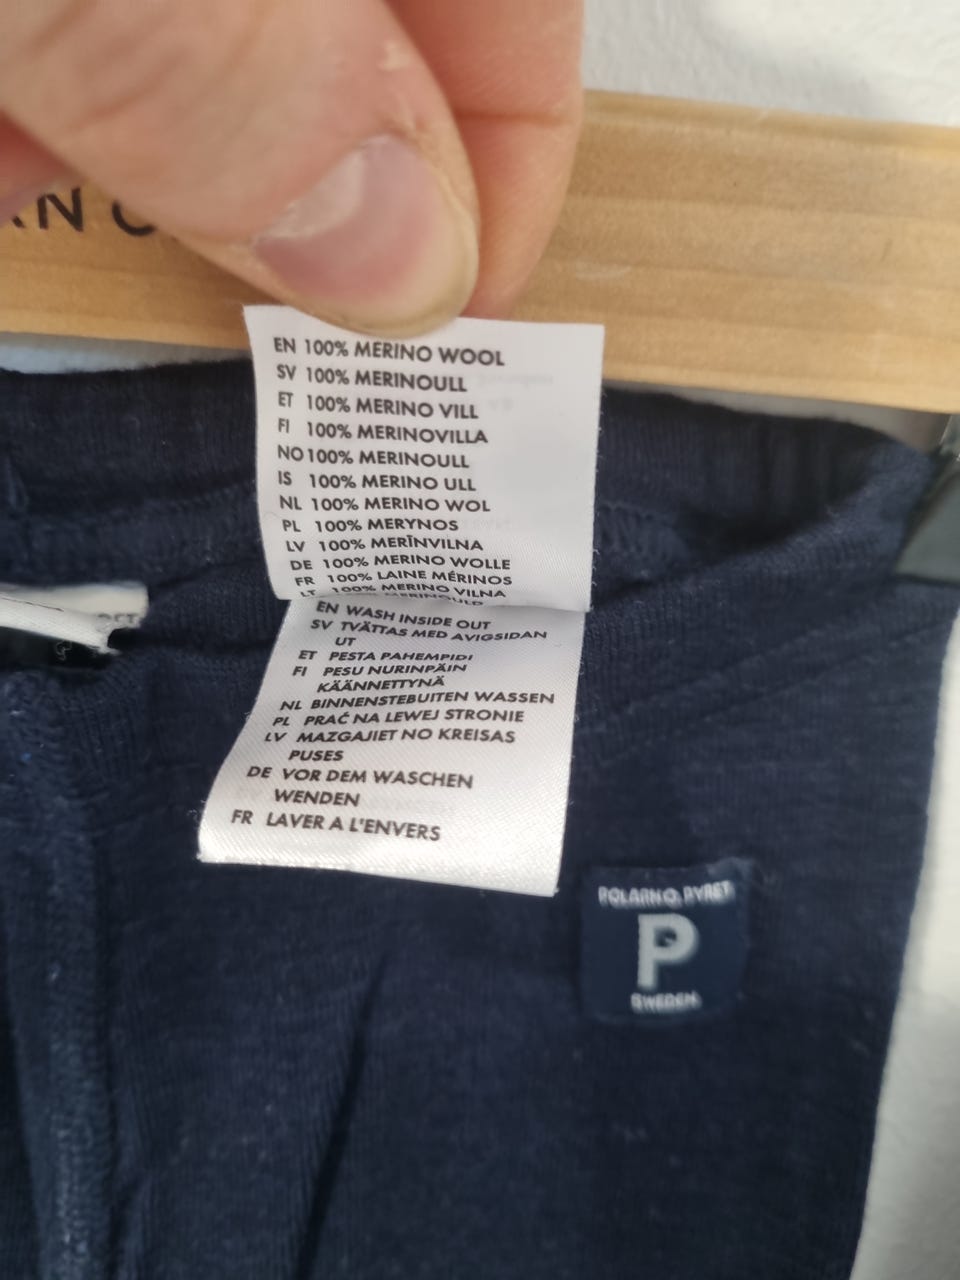 EN 100% MERINO WOOL
SV 100% MERINOULL
ET 100% MERINO VILL
FI 100% MERINOVILLA
NO 100% MERINOULL
IS 100% MERINO ULL
NL 100% MERINO WOL
PL 100% MERYNOS
LV 100% MERĪNVILNA
DE 100% MERINO WOLLE
FR 100% LAINE MÉRINOS
LT 100% MERINO VILNA
EN WASH INSIDE OUT
SV TVÄTTAS MED AVIGSIDAN
UT
ET PESTA PAHEMPIDI
FI PESU NURINPÄIN
KÄÄNNETTYNÄ
NL BINNENSTEBUITEN WASSEN
PL PRAĆ NA LEWEJ STRONIE
LV MAZGAJIET NO KREISAS
PUSES
DE VOR DEM WASCHEN
WENDEN
FR LAVER A L'ENVERS
POLARN O. PYRET
P
SWEDEN